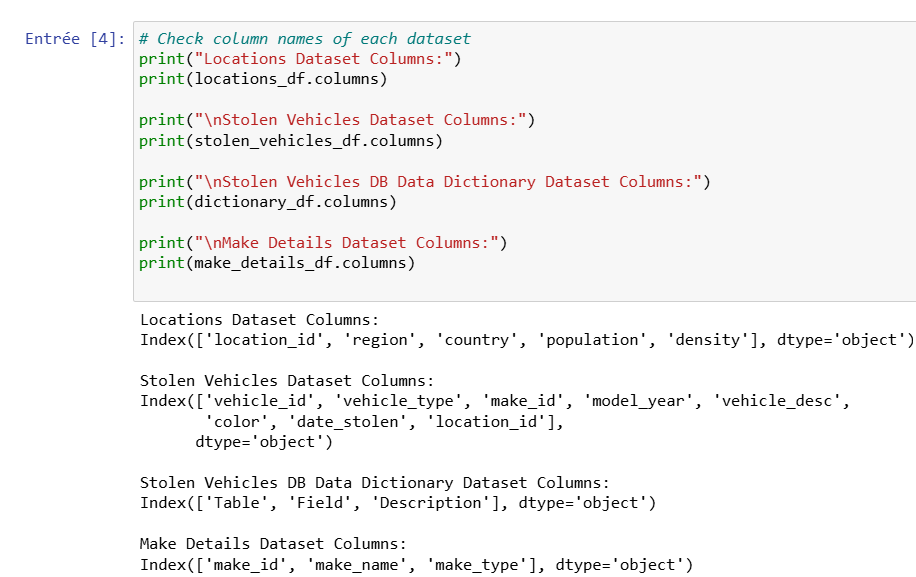 Entrée [4]: # Check column names of each dataset
print("Locations Dataset Columns:")
print(locations_df.columns)
print("\nStolen Vehicles Dataset Columns:")
print(stolen_vehicles_df.columns)
print("\nStolen Vehicles DB Data Dictionary Dataset Columns:")
print(dictionary_df.columns)
print("\nMake Details Dataset Columns:")
print(make_details_df.columns)
Locations Dataset Columns:
Index(['location_id', 'region', 'country', 'population', 'density'], dtype='object')
Stolen Vehicles Dataset Columns:
Index(['vehicle_id', 'vehicle_type', 'make_id', 'model_year', 'vehicle_desc',
'color', 'date_stolen', 'location_id'],
dtype='object')
Stolen Vehicles DB Data Dictionary Dataset Columns:
Index(['Table', 'Field', 'Description'], dtype='object')
Make Details Dataset Columns:
Index(['make_id', 'make_name', 'make_type'], dtype='object')